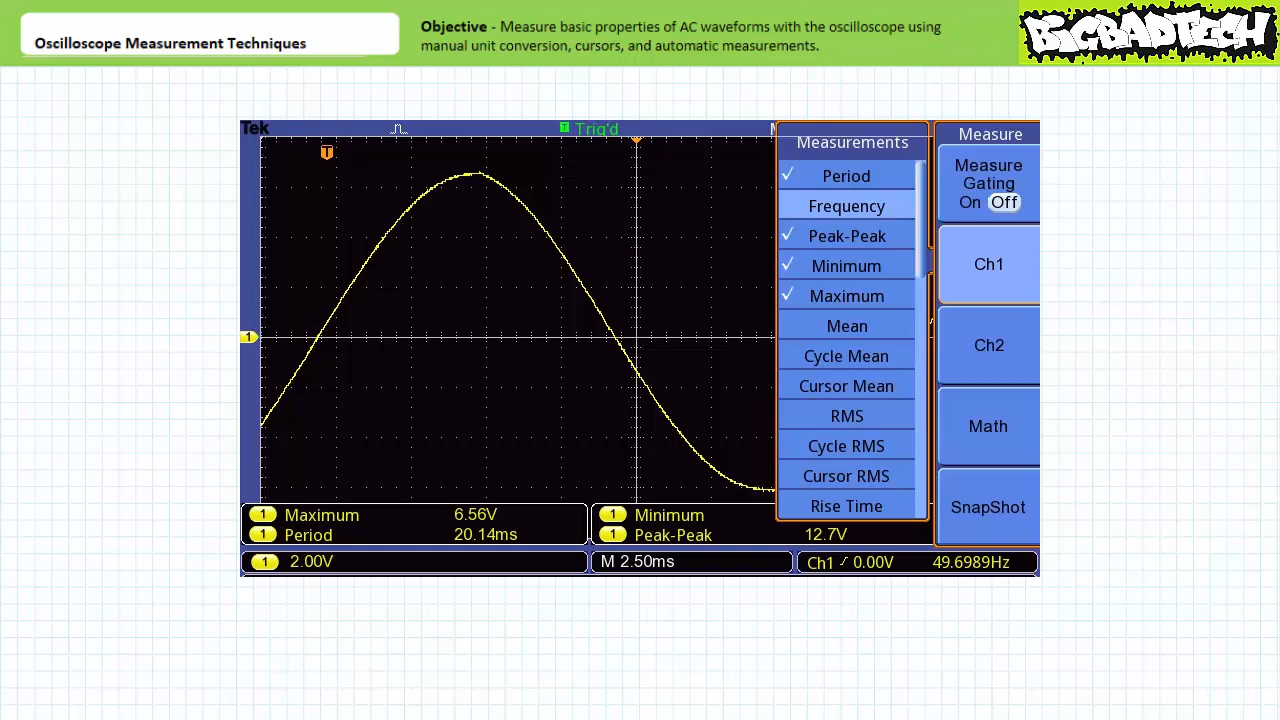 Oscilloscope Measurement Techniques
Objective - Measure basic properties of AC waveforms with the oscilloscope using
manual unit conversion, cursors, and automatic measurements.
BIGBADTECH
Tek
T Trig'd
T
1
Measurements
✓ Period
Frequency
✓ Peak-Peak
✓ Minimum
✓ Maximum
Mean
Cycle Mean
Cursor Mean
RMS
Cycle RMS
Cursor RMS
Rise Time
Measure
Measure
Gating
On Off
Ch1
Ch2
Math
SnapShot
1 Maximum 6.56V
1 Period 20.14ms
1 Minimum
1 Peak-Peak 12.7V
1 2.00V
M 2.50ms
Ch1 0.00V 49.6989Hz